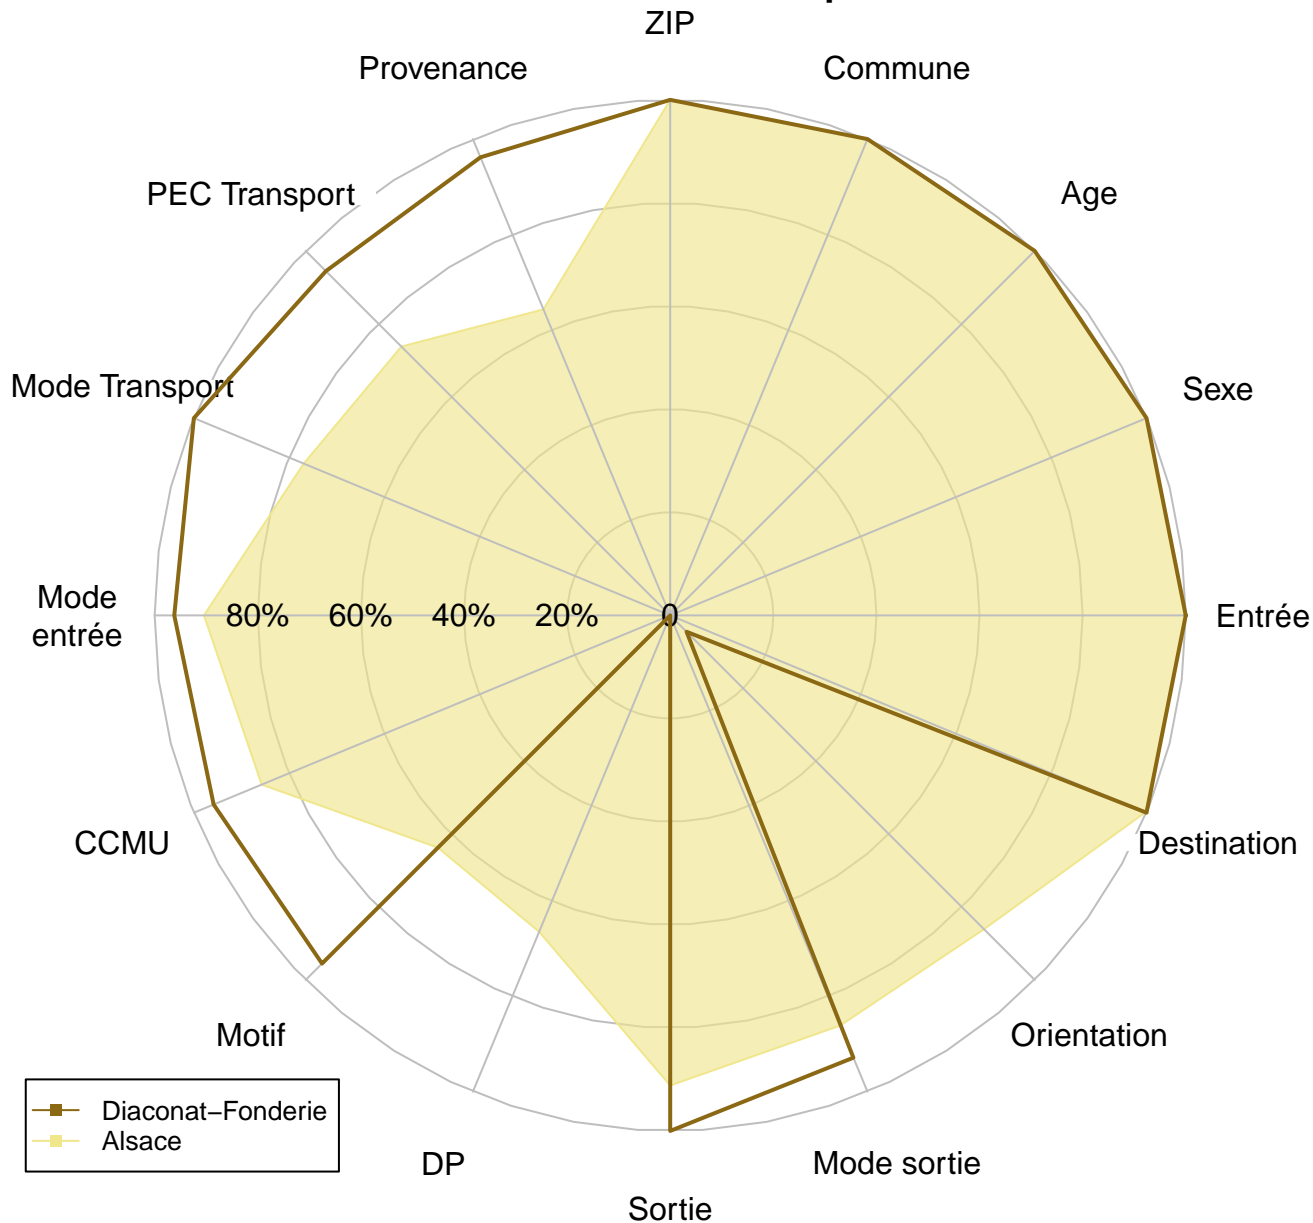 ZIP
Provenance
Commune
PEC Transport
Age
Mode Transport
Sexe
Mode
entrée
80%
60%
40%
20%
0
Entrée
CCMU
Destination
Motif
Orientation
Diaconat–Fonderie
Alsace
DP
Mode sortie
Sortie